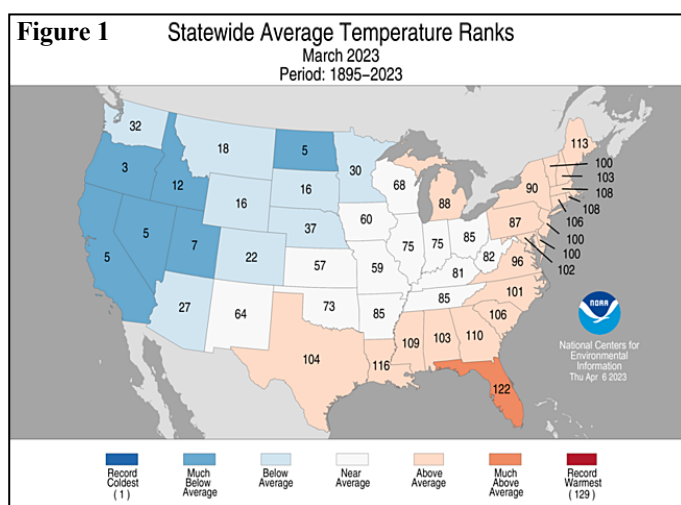 Figure 1
Statewide Average Temperature Ranks
March 2023
Period: 1895–2023
32
18
5
30
113
3
12
16
16
68
88
90
100
103
108
108
106
100
100
102
5
5
7
22
37
60
75
75
85
87
82
96
57
59
81
101
27
64
73
85
85
106
104
116
109
103
110
122
NOAA
National Centers for
Environmental
Information
Thu Apr 6 2023
Record
Coldest
(1)
Much
Below
Average
Below
Average
Near
Average
Above
Average
Much
Above
Average
Record
Warmest
(129)